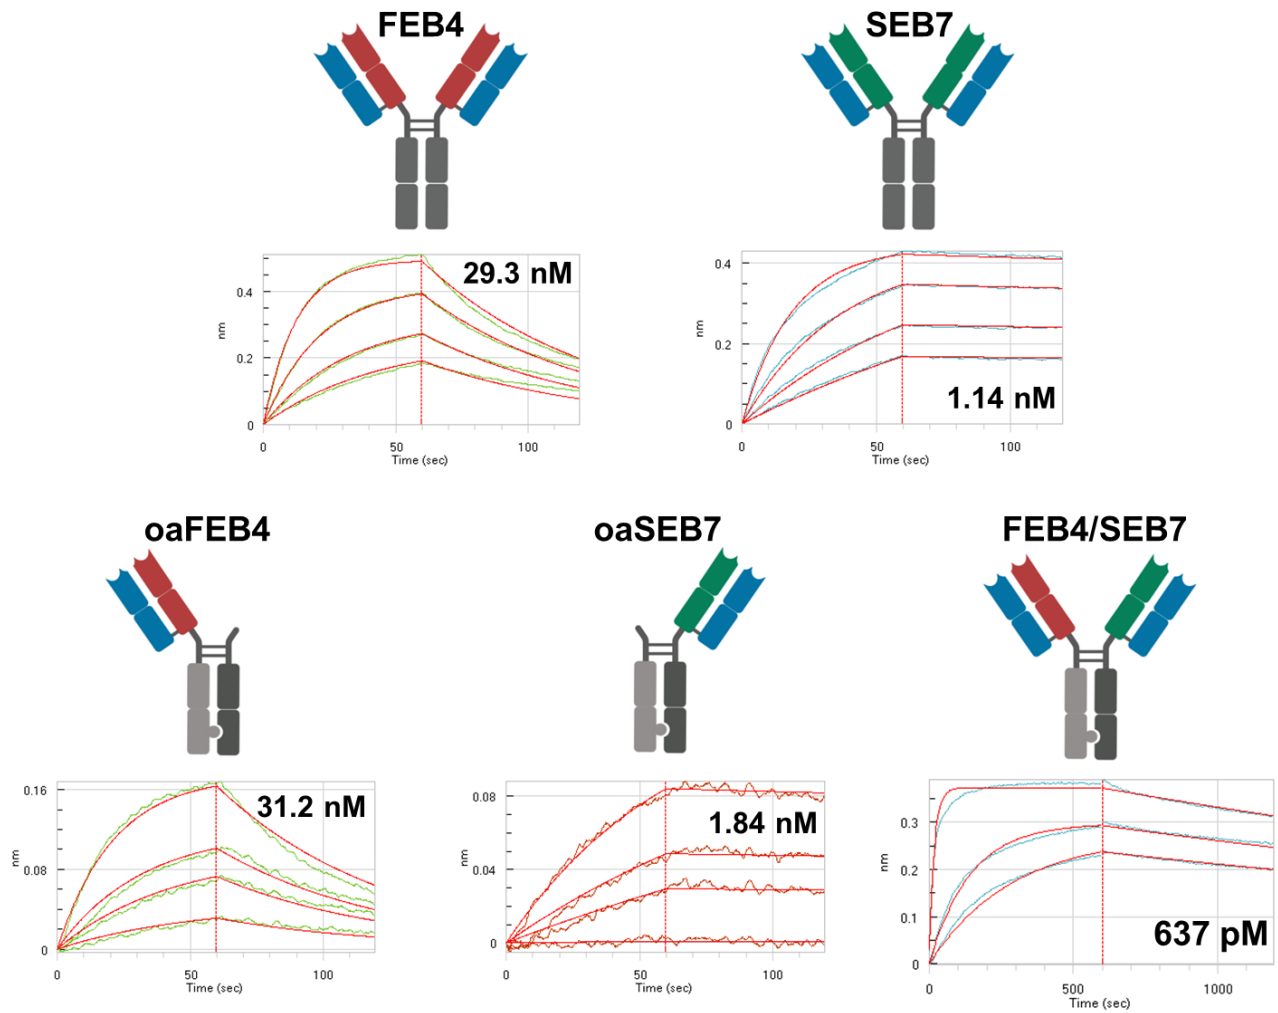 FEB4
SEB7
29.3 nM
0.4
0.2
0
nm
0
50
100
Time (sec)
0.4
0.2
0
nm
1.14 nM
0
50
100
Time (sec)
oaFEB4
oaSEB7
FEB4/SEB7
31.2 nM
0.16
0.08
0
nm
0
50
100
Time (sec)
1.84 nM
0.08
0.04
0
nm
0
50
100
Time (sec)
0.3
0.2
0.1
0
nm
637 pM
0
500
1000
Time (sec)